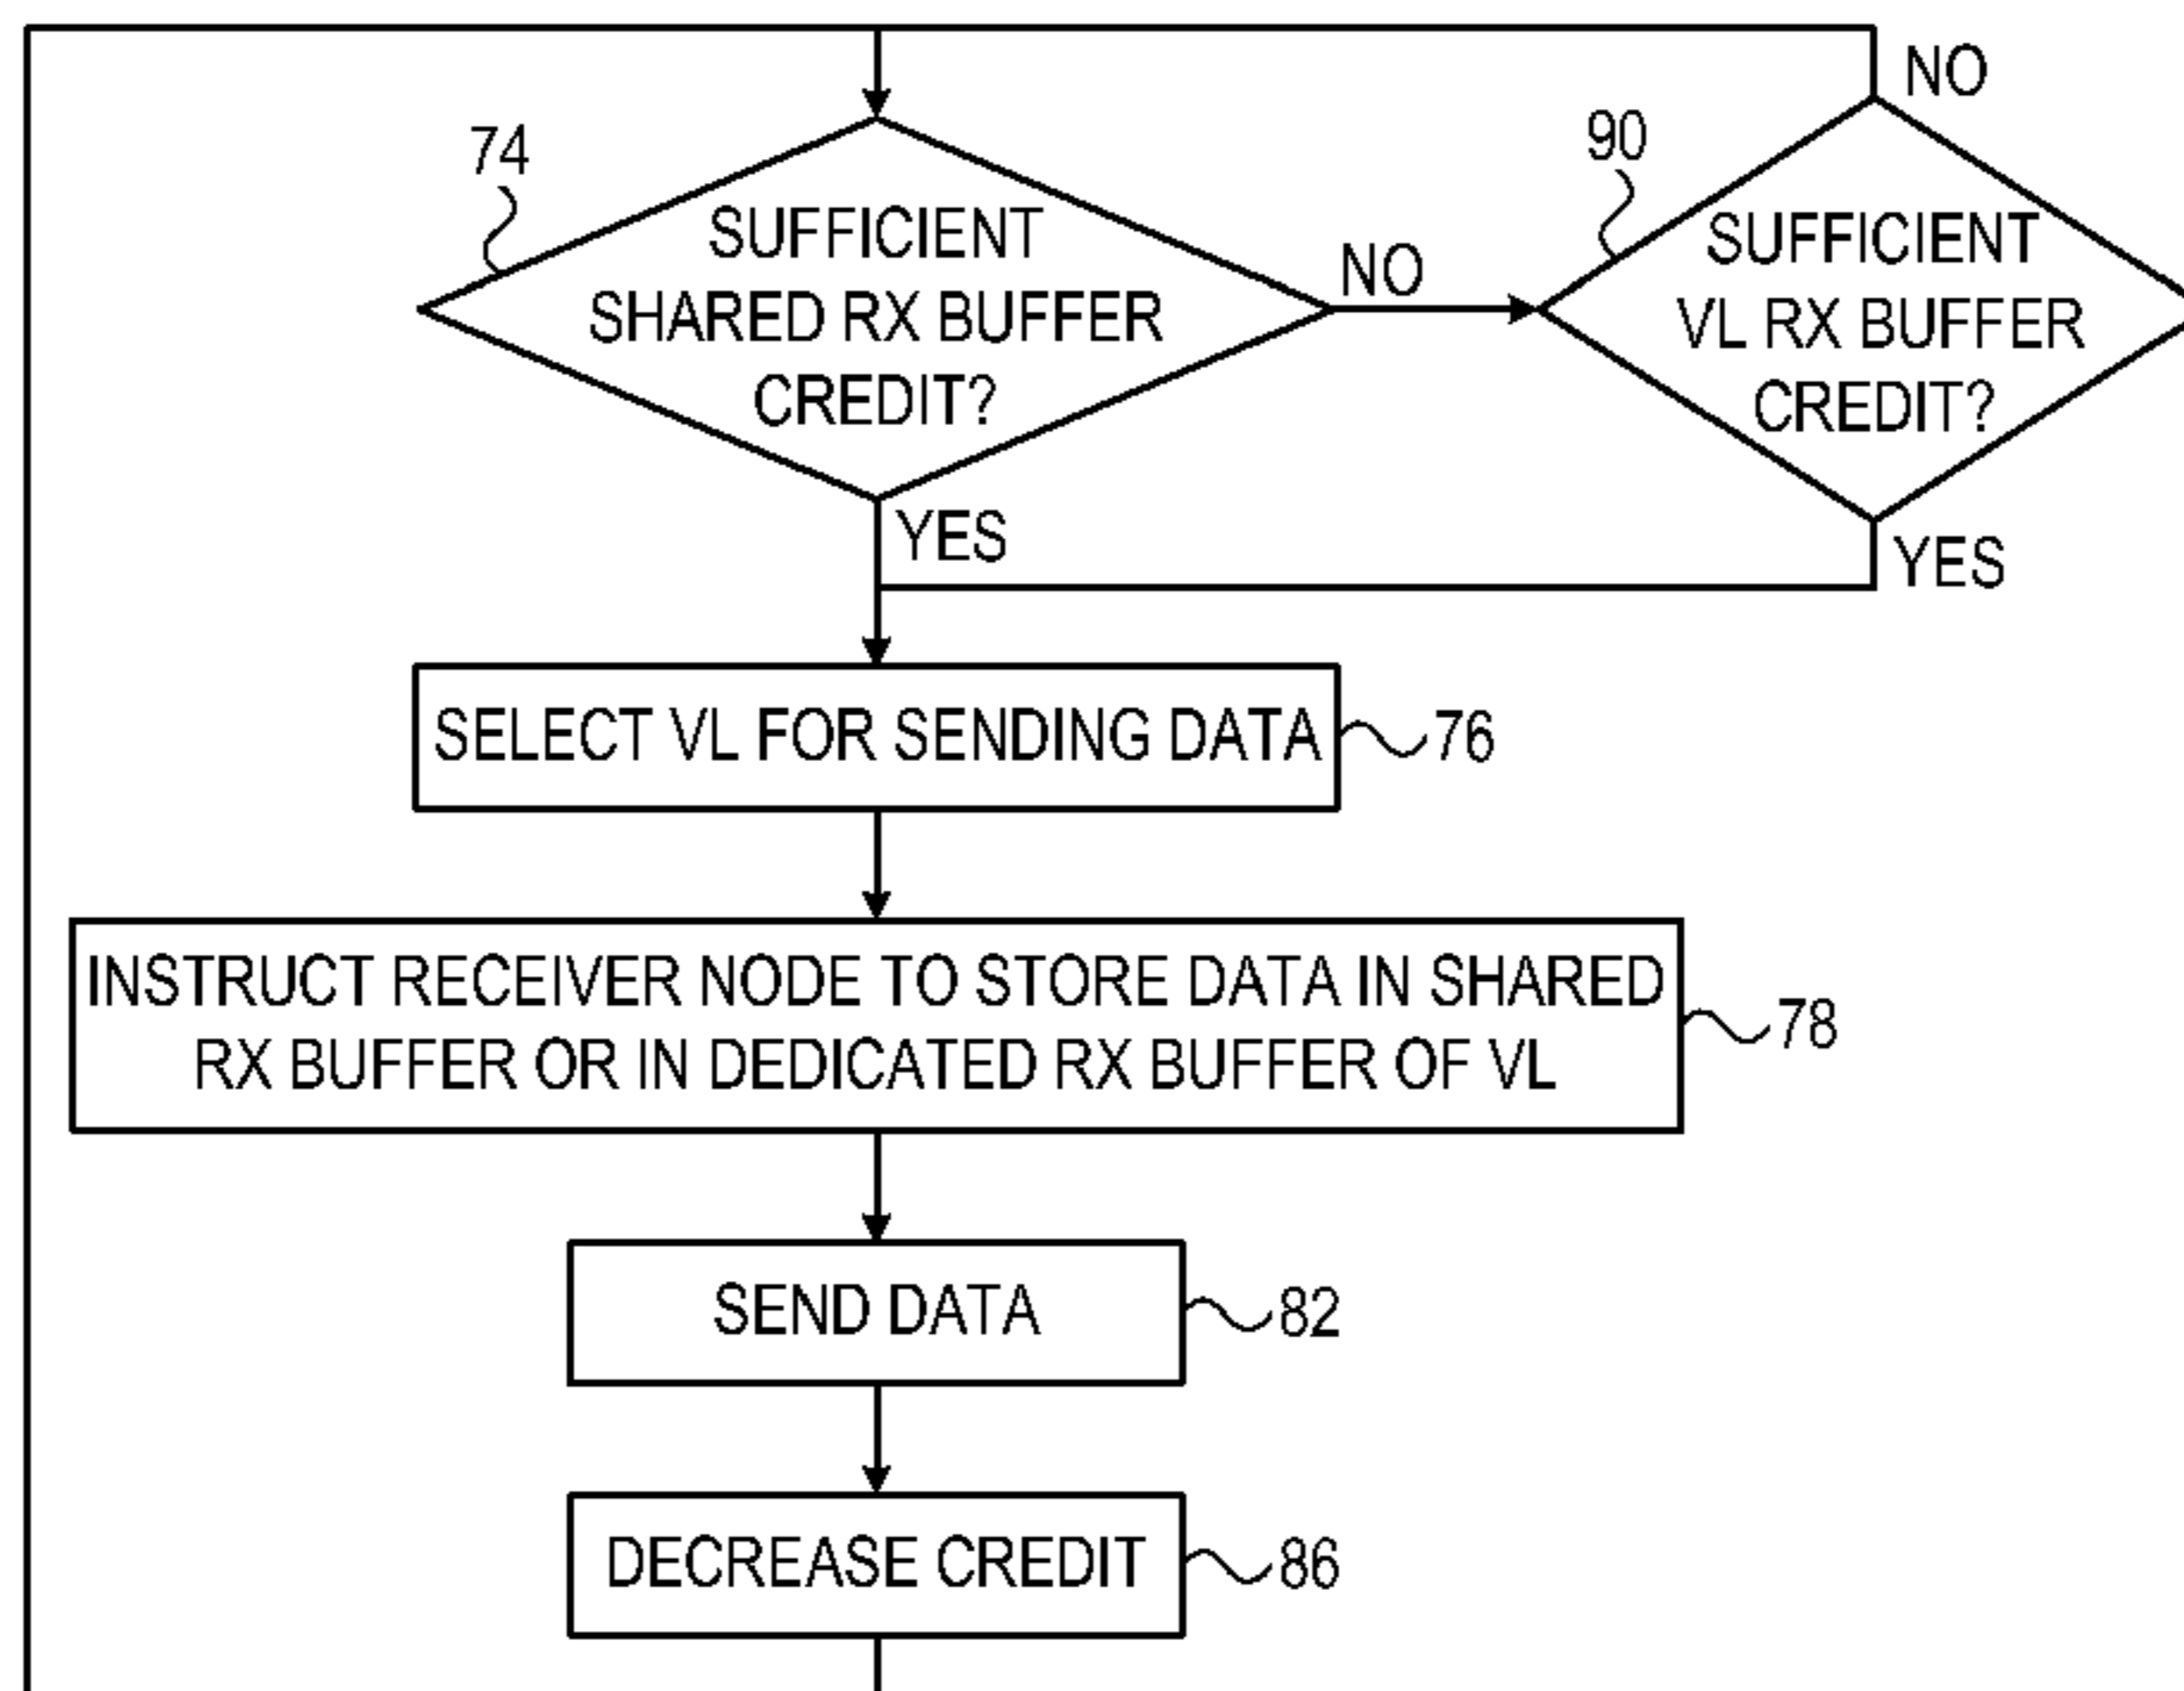 NO
74
90
SUFFICIENT
SHARED RX BUFFER
CREDIT?
NO
SUFFICIENT
VL RX BUFFER
CREDIT?
YES
YES
SELECT VL FOR SENDING DATA
76
INSTRUCT RECEIVER NODE TO STORE DATA IN SHARED
RX BUFFER OR IN DEDICATED RX BUFFER OF VL
78
SEND DATA
82
DECREASE CREDIT
86